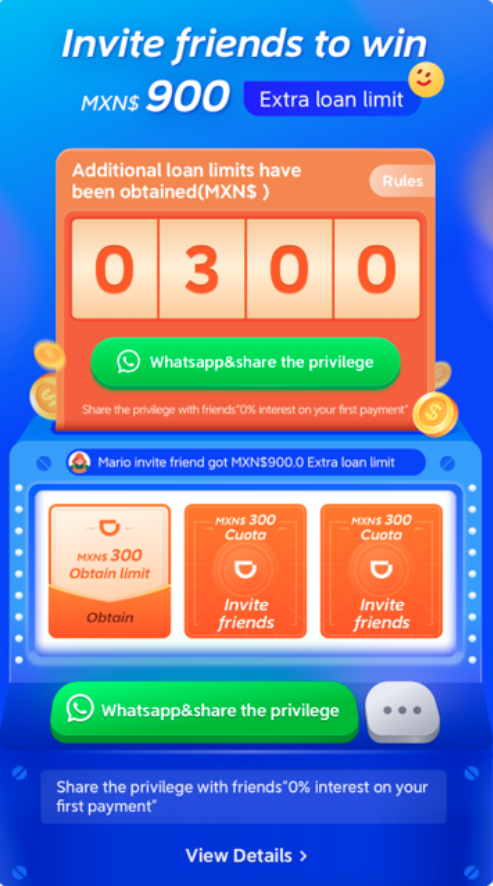 Invite friends to win
MXN$ 900 Extra loan limit
Additional loan limits have
been obtained(MXN$ )
Rules
0 3 0 0
Whatsapp&share the privilege
Share the privilege with friends"0% interest on your first payment"
Mario invite friend got MXN$900.0 Extra loan limit
MXN$ 300
Obtain limit
Obtain
MXN$ 300
Cuota
Invite
friends
MXN$ 300
Cuota
Invite
friends
Whatsapp&share the privilege
Share the privilege with friends"0% interest on your
first payment"
View Details >